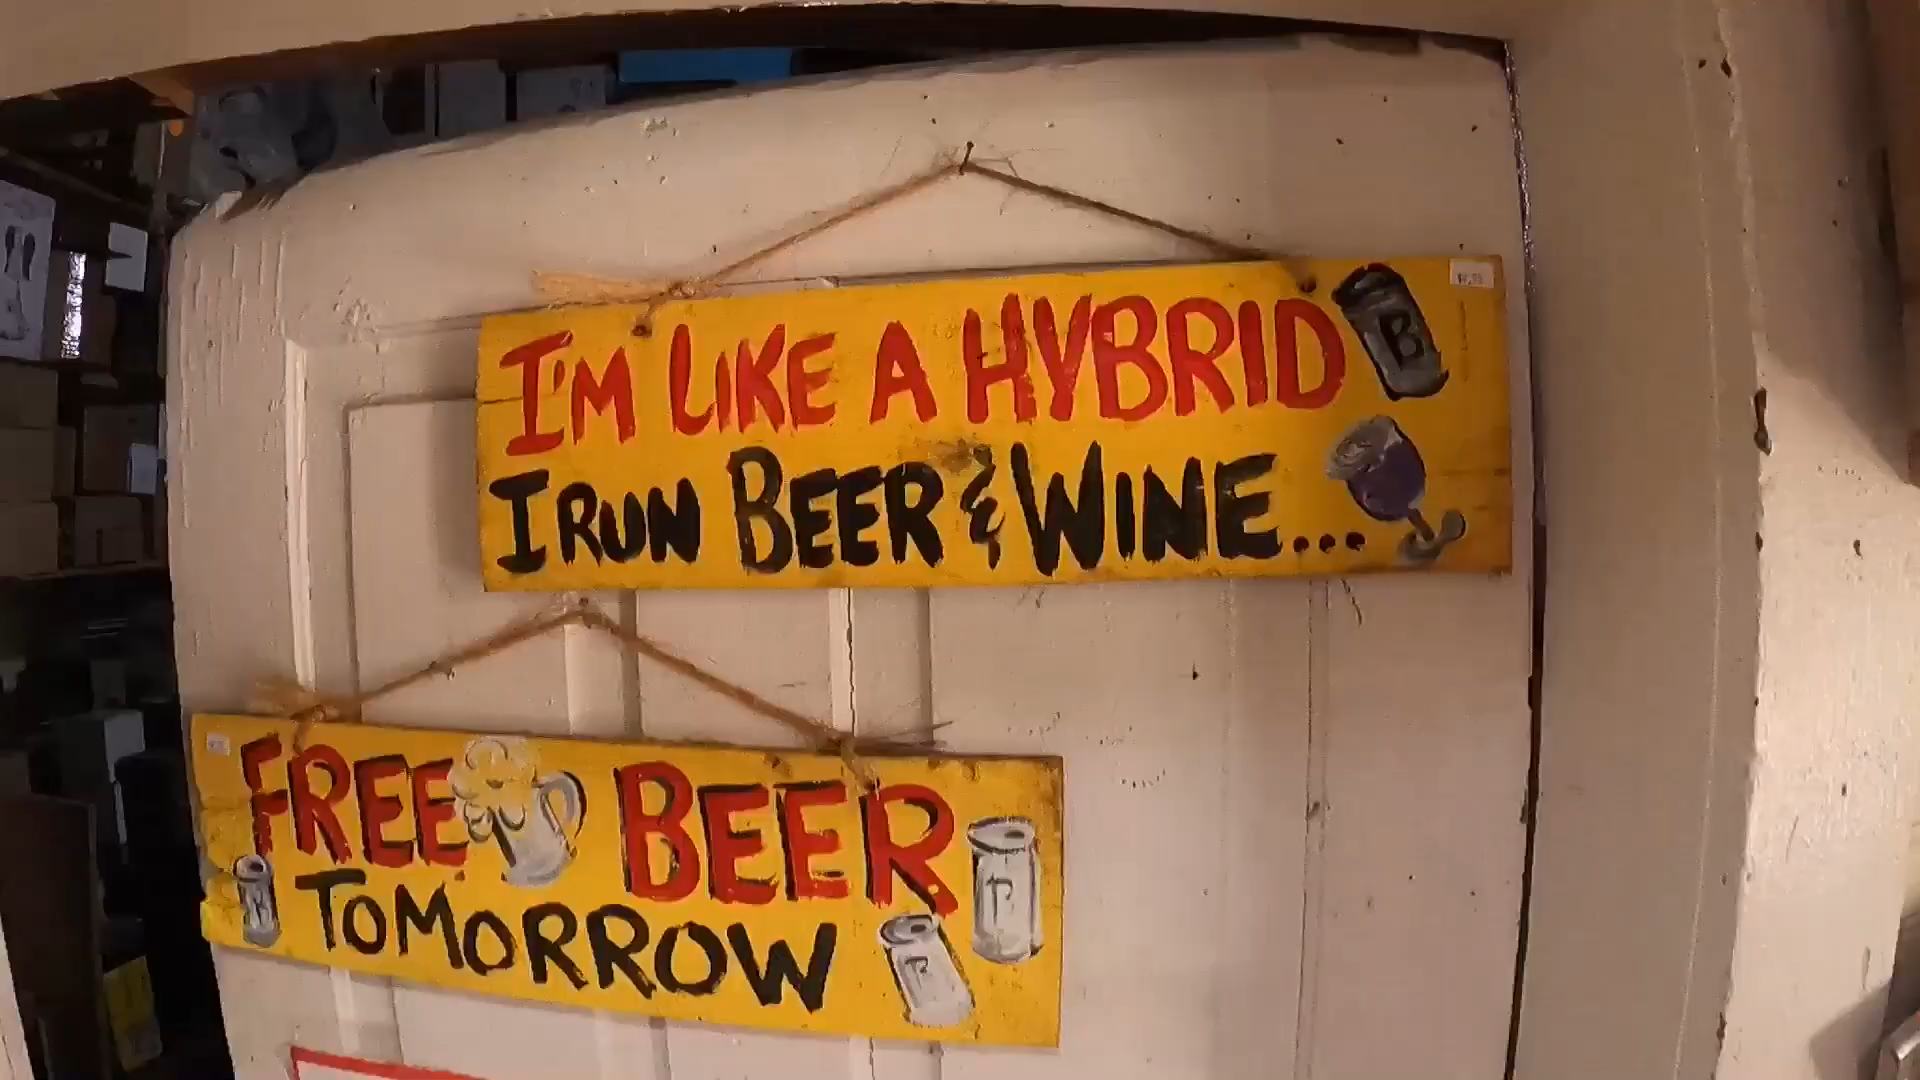 I'M LIKE A HYBRID
B
I RUN BEER & WINE...
FREE BEER
TOMORROW